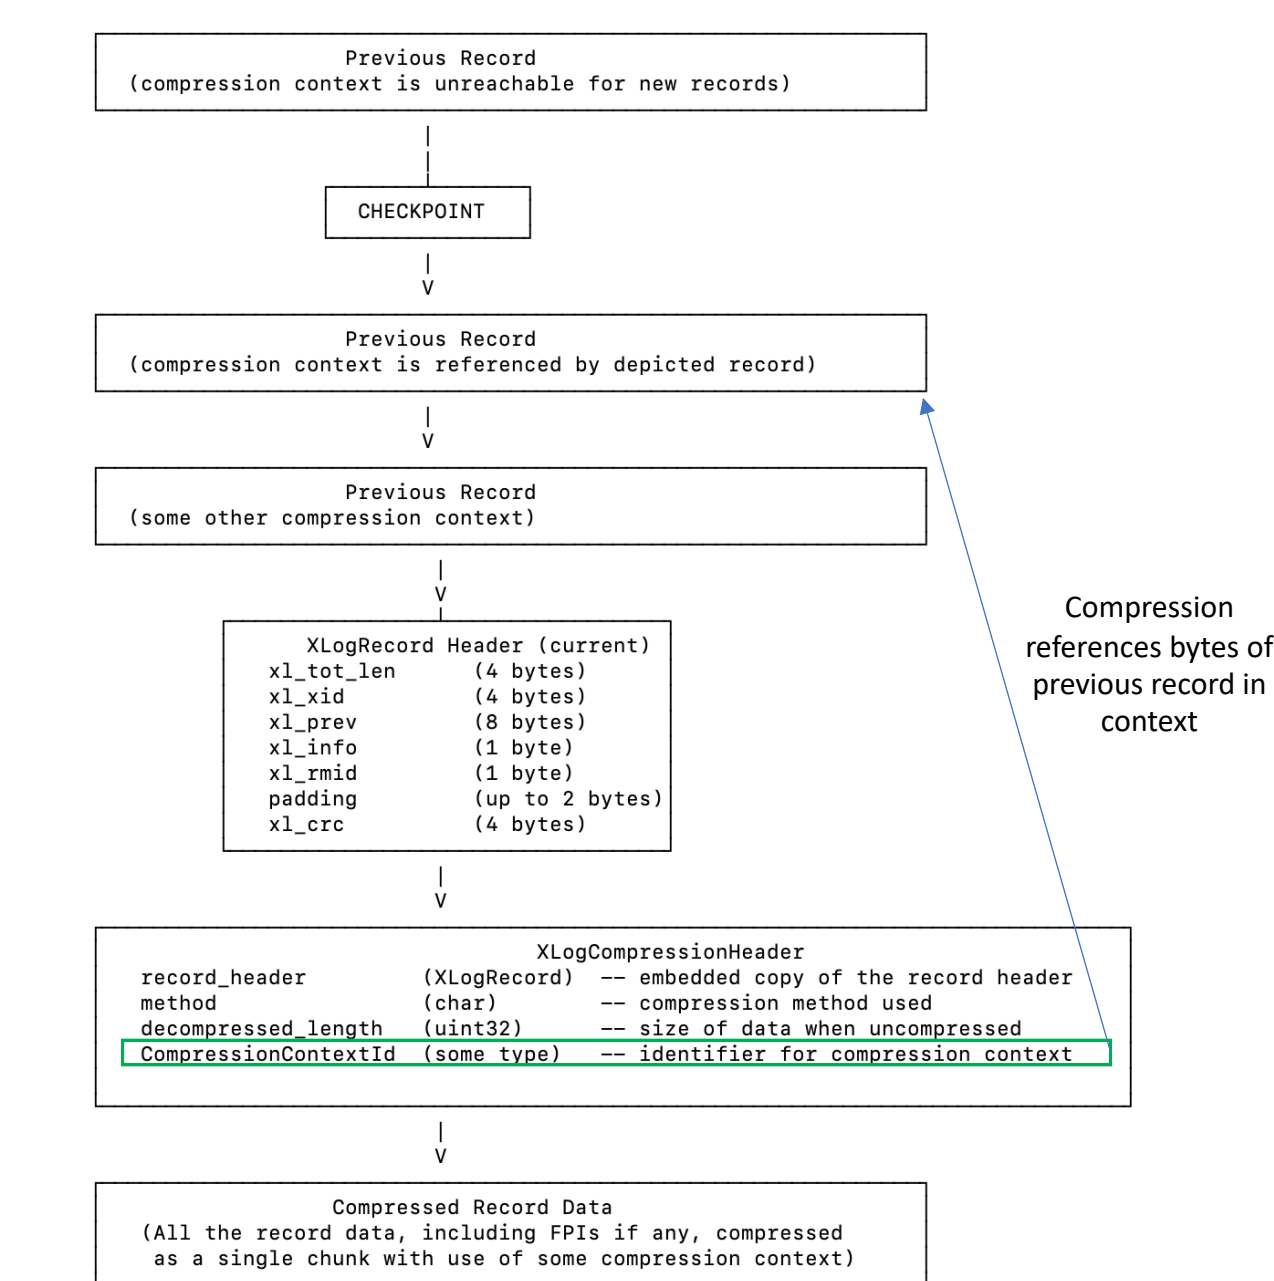 Previous Record
(compression context is unreachable for new records)
CHECKPOINT
Previous Record
(compression context is referenced by depicted record)
Previous Record
(some other compression context)
Compression
references bytes of
previous record in
context
XLogRecord Header (current)
xl_tot_len (4 bytes)
xl_xid (4 bytes)
xl_prev (8 bytes)
xl_info (1 byte)
xl_rmid (1 byte)
padding (up to 2 bytes)
xl_crc (4 bytes)
XLogCompressionHeader
record_header (XLogRecord) -- embedded copy of the record header
method (char) -- compression method used
decompressed_length (uint32) -- size of data when uncompressed
CompressionContextId (some type) -- identifier for compression context
Compressed Record Data
(All the record data, including FPIs if any, compressed
as a single chunk with use of some compression context)